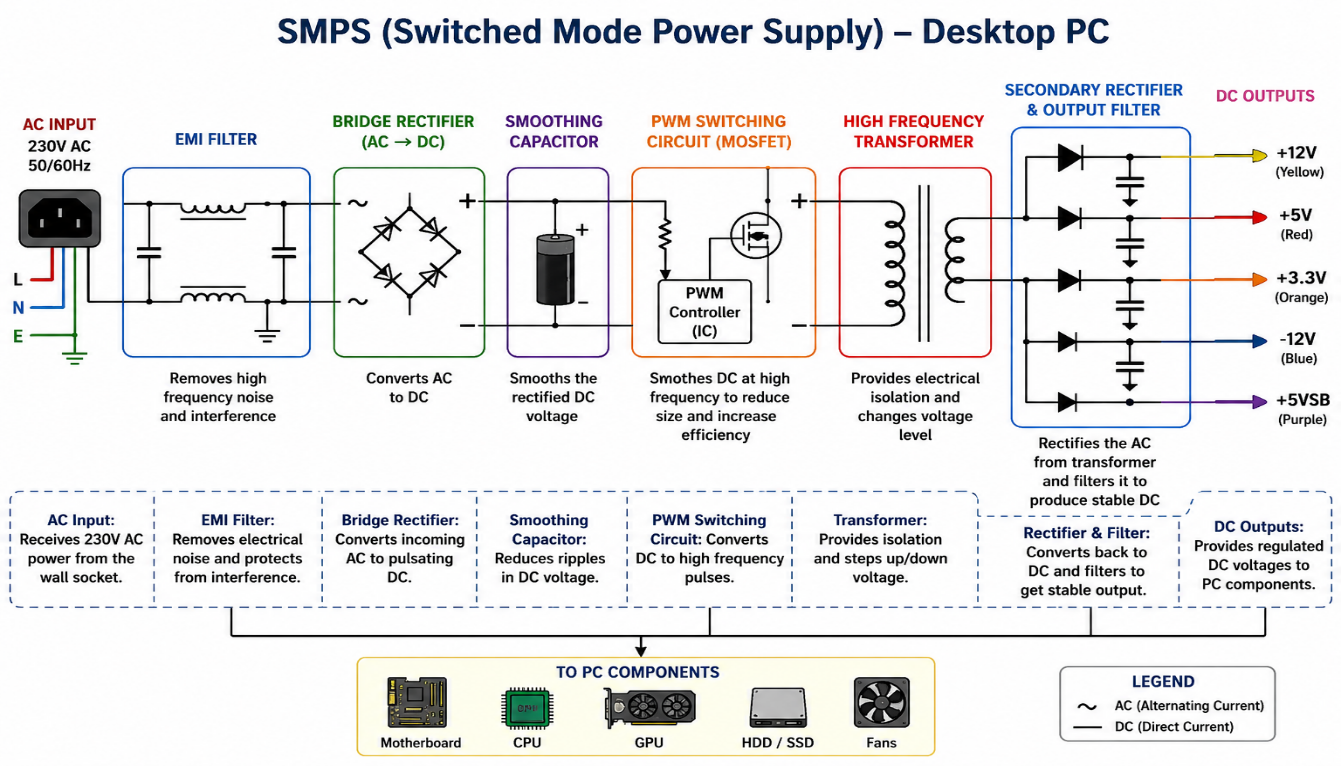 SMPS (Switched Mode Power Supply) – Desktop PC
AC INPUT
230V AC
50/60Hz
EMI FILTER
BRIDGE RECTIFIER
(AC → DC)
SMOOTHING
CAPACITOR
PWM SWITCHING
CIRCUIT (MOSFET)
HIGH FREQUENCY
TRANSFORMER
SECONDARY RECTIFIER
& OUTPUT FILTER
DC OUTPUTS
L
N
E
~
~
+
−
+
−
PWM
Controller
(IC)
+
−
+12V
(Yellow)
+5V
(Red)
+3.3V
(Orange)
-12V
(Blue)
+5VSB
(Purple)
Removes high
frequency noise
and interference
Converts AC
to DC
Smooths the
rectified DC
voltage
Smothes DC at high
frequency to reduce
size and increase
efficiency
Provides electrical
isolation and
changes voltage
level
Rectifies the AC
from transformer
and filters it to
produce stable DC
AC Input:
Receives 230V AC
power from the
wall socket.
EMI Filter:
Removes electrical
noise and protects
from interference.
Bridge Rectifier:
Converts incoming
AC to pulsating
DC.
Smoothing
Capacitor:
Reduces ripples
in DC voltage.
PWM Switching
Circuit: Converts
DC to high frequency
pulses.
Transformer:
Provides isolation
and steps up/down
voltage.
Rectifier & Filter:
Converts back to
DC and filters to
get stable output.
DC Outputs:
Provides regulated
DC voltages to
PC components.
TO PC COMPONENTS
Motherboard
CPU
GPU
HDD / SSD
Fans
LEGEND
~ AC (Alternating Current)
— DC (Direct Current)